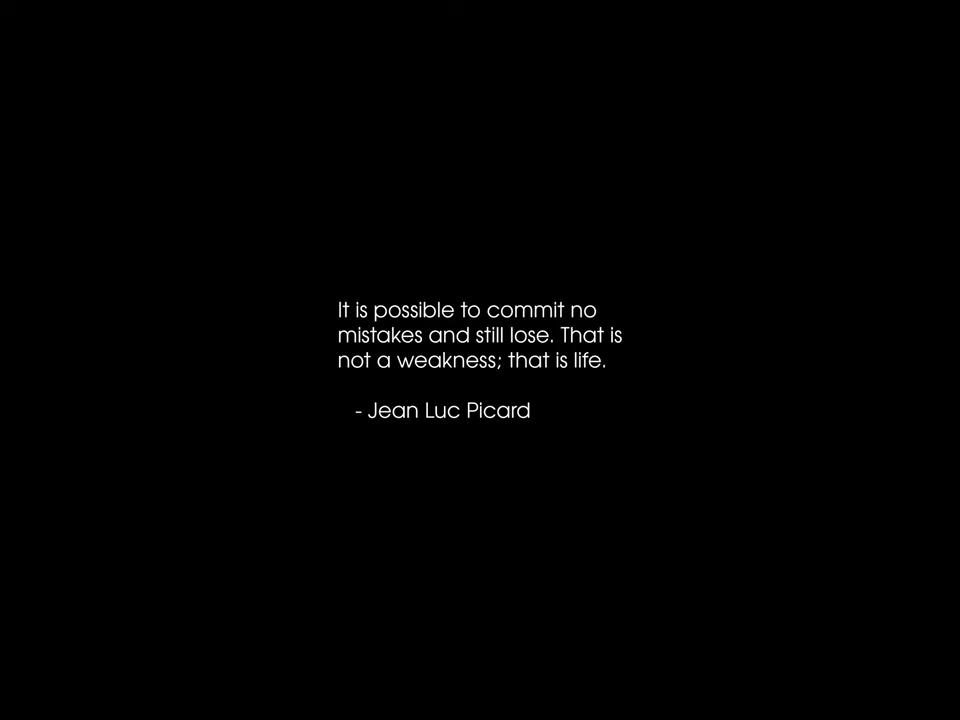 It is possible to commit no
mistakes and still lose. That is
not a weakness; that is life.
- Jean Luc Picard